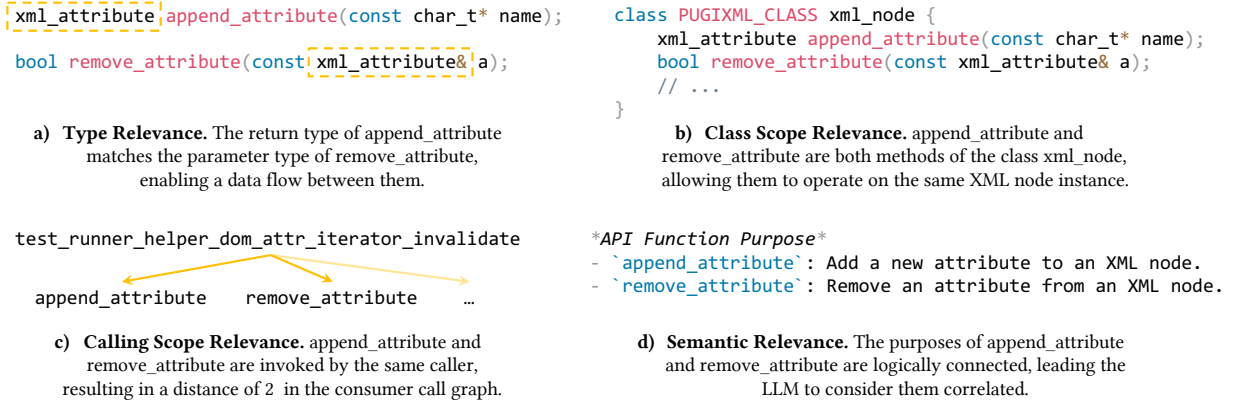 xml_attribute append_attribute(const char_t* name);
bool remove_attribute(const xml_attribute& a);
a) Type Relevance. The return type of append_attribute
matches the parameter type of remove_attribute,
enabling a data flow between them.
class PUGIXML_CLASS xml_node {
xml_attribute append_attribute(const char_t* name);
bool remove_attribute(const xml_attribute& a);
// ...
}
b) Class Scope Relevance. append_attribute and
remove_attribute are both methods of the class xml_node,
allowing them to operate on the same XML node instance.
test_runner_helper_dom_attr_iterator_invalidate
append_attribute remove_attribute …
c) Calling Scope Relevance. append_attribute and
remove_attribute are invoked by the same caller,
resulting in a distance of 2 in the consumer call graph.
*API Function Purpose*
- `append_attribute`: Add a new attribute to an XML node.
- `remove_attribute`: Remove an attribute from an XML node.
d) Semantic Relevance. The purposes of append_attribute
and remove_attribute are logically connected, leading the
LLM to consider them correlated.